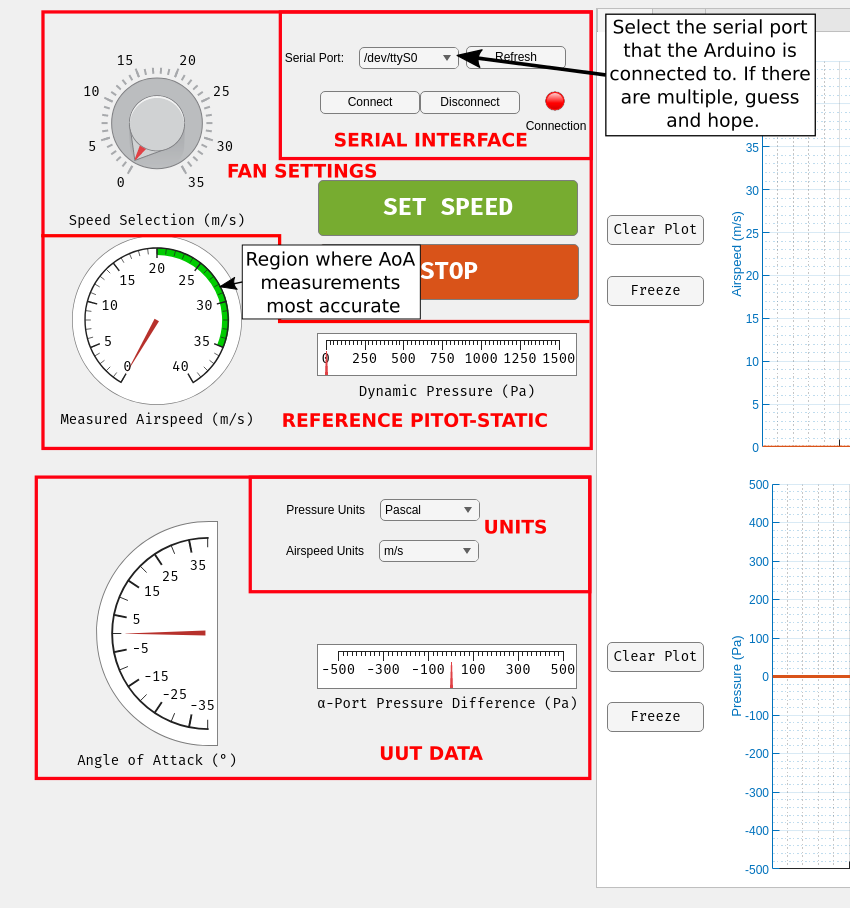 15
20
10
25
5
30
0
35
Speed Selection (m/s)
FAN SETTINGS
Serial Port:
/dev/ttyS0
Refresh
Connect
Disconnect
Connection
SERIAL INTERFACE
Select the serial port
that the Arduino is
connected to. If there
are multiple, guess
and hope.
SET SPEED
STOP
Region where AoA
measurements
most accurate
20
15
25
10
30
5
35
0
40
Measured Airspeed (m/s)
0 250 500 750 1000 1250 1500
Dynamic Pressure (Pa)
REFERENCE PITOT-STATIC
Pressure Units
Pascal
Airspeed Units
m/s
UNITS
35
25
15
5
-5
-15
-25
-35
Angle of Attack (°)
-500 -300 -100 100 300 500
α-Port Pressure Difference (Pa)
UUT DATA
Clear Plot
Freeze
Airspeed (m/s)
35
30
25
20
15
10
5
0
Clear Plot
Freeze
Pressure (Pa)
500
400
300
200
100
0
-100
-200
-300
-400
-500